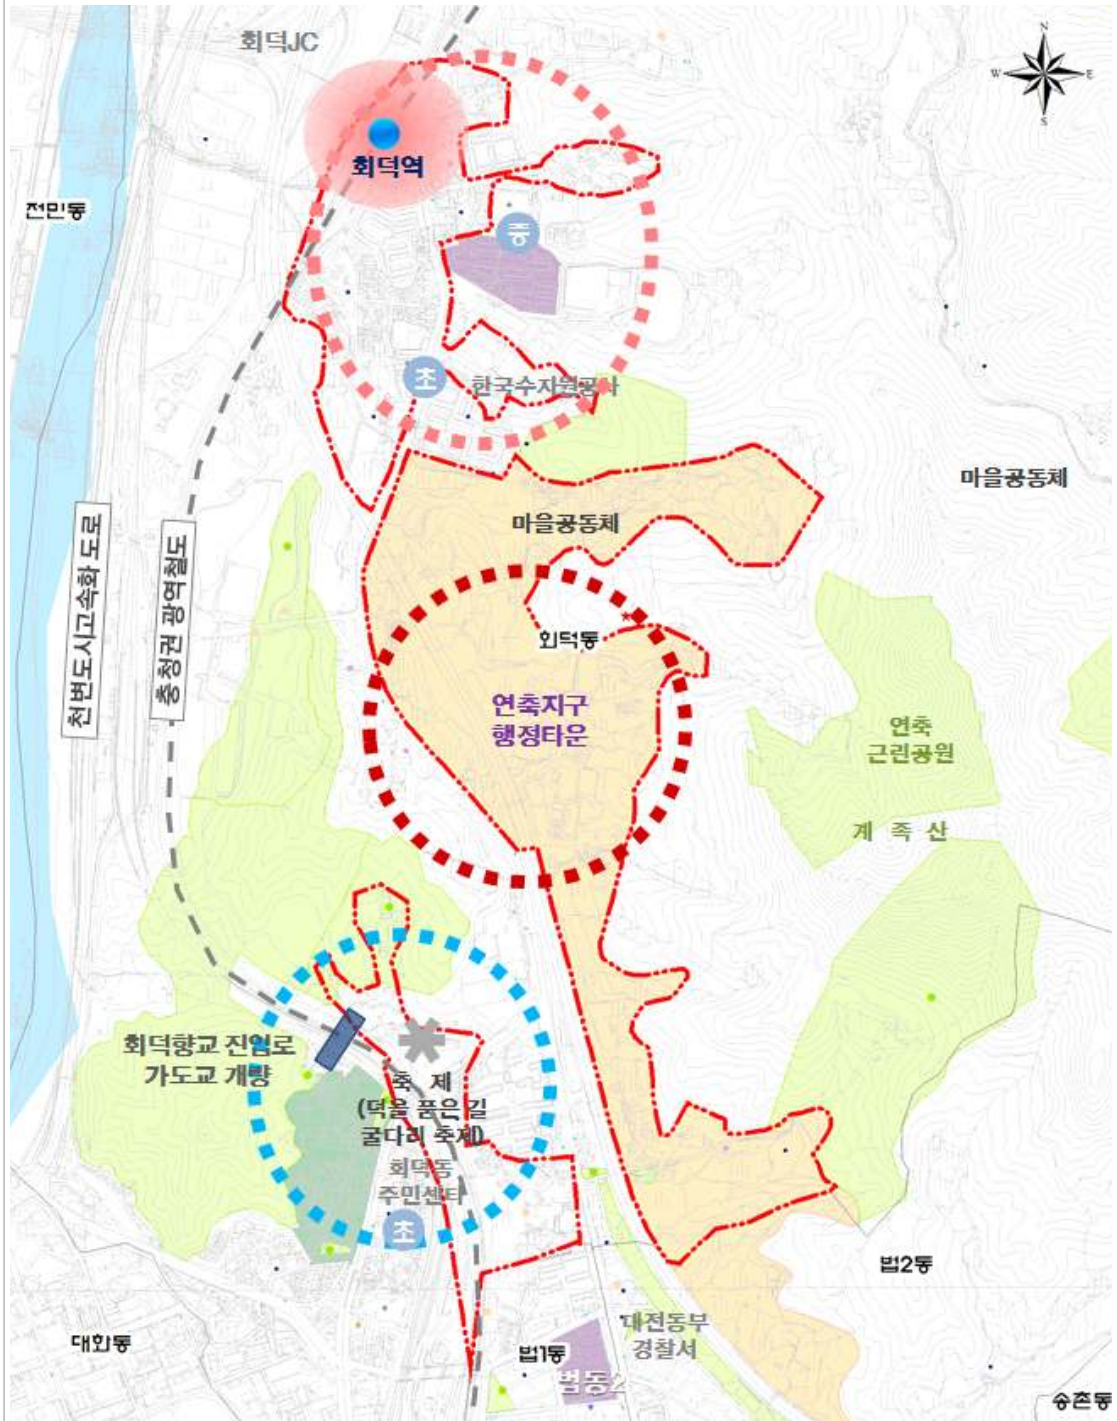 회덕JC
N
W
E
S
회덕역
전민동
중
초
한국수자원공사
마을공동체
마을공동체
천변도시고속화 도로
충청권 광역철도
회덕동
연축지구
행정타운
연축
근린공원
계 족 산
회덕향교 진입로
가도교 개량
축 제
(덕을 품은 길
굴다리 축제)
회덕동
주민센터
초
법2동
대전동부
경찰서
대화동
법1동
범동2
송촌동